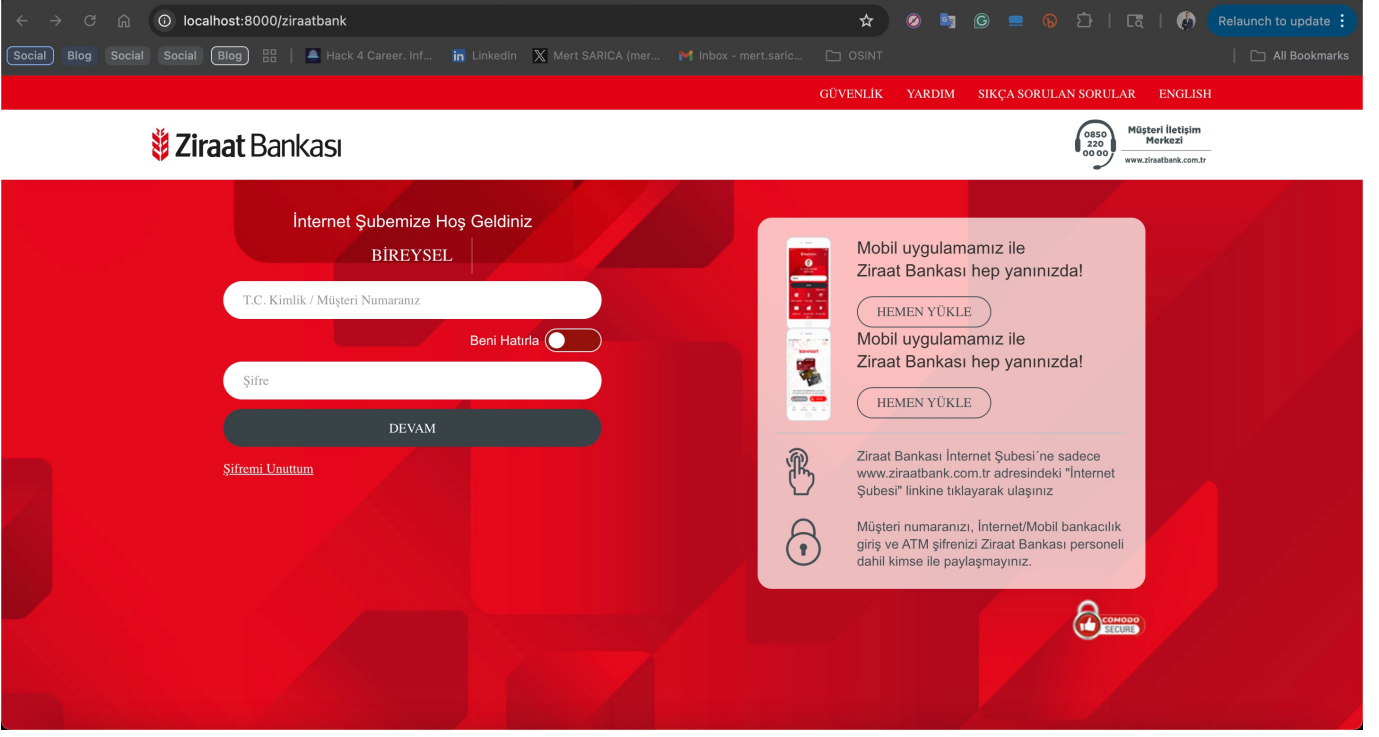 localhost:8000/ziraatbank
Relaunch to update
Social Blog Social Social Blog Hack 4 Career. Inf... LinkedIn Mert SARICA (mer... Inbox - mert.saric... OSINT All Bookmarks
GÜVENLİK YARDIM SIKÇA SORULAN SORULAR ENGLISH
Ziraat Bankası
0850
220
00 00
Müşteri İletişim
Merkezi
www.ziraatbank.com.tr
İnternet Şubemize Hoş Geldiniz
BİREYSEL
T.C. Kimlik / Müşteri Numaranız
Beni Hatırla
Şifre
DEVAM
Şifremi Unuttum
Mobil uygulamamız ile
Ziraat Bankası hep yanınızda!
HEMEN YÜKLE
Mobil uygulamamız ile
Ziraat Bankası hep yanınızda!
HEMEN YÜKLE
Ziraat Bankası İnternet Şubesi´ne sadece
www.ziraatbank.com.tr adresindeki "İnternet
Şubesi" linkine tıklayarak ulaşınız
Müşteri numaranızı, İnternet/Mobil bankacılık
giriş ve ATM şifrenizi Ziraat Bankası personeli
dahil kimse ile paylaşmayınız.
COMODO
SECURE